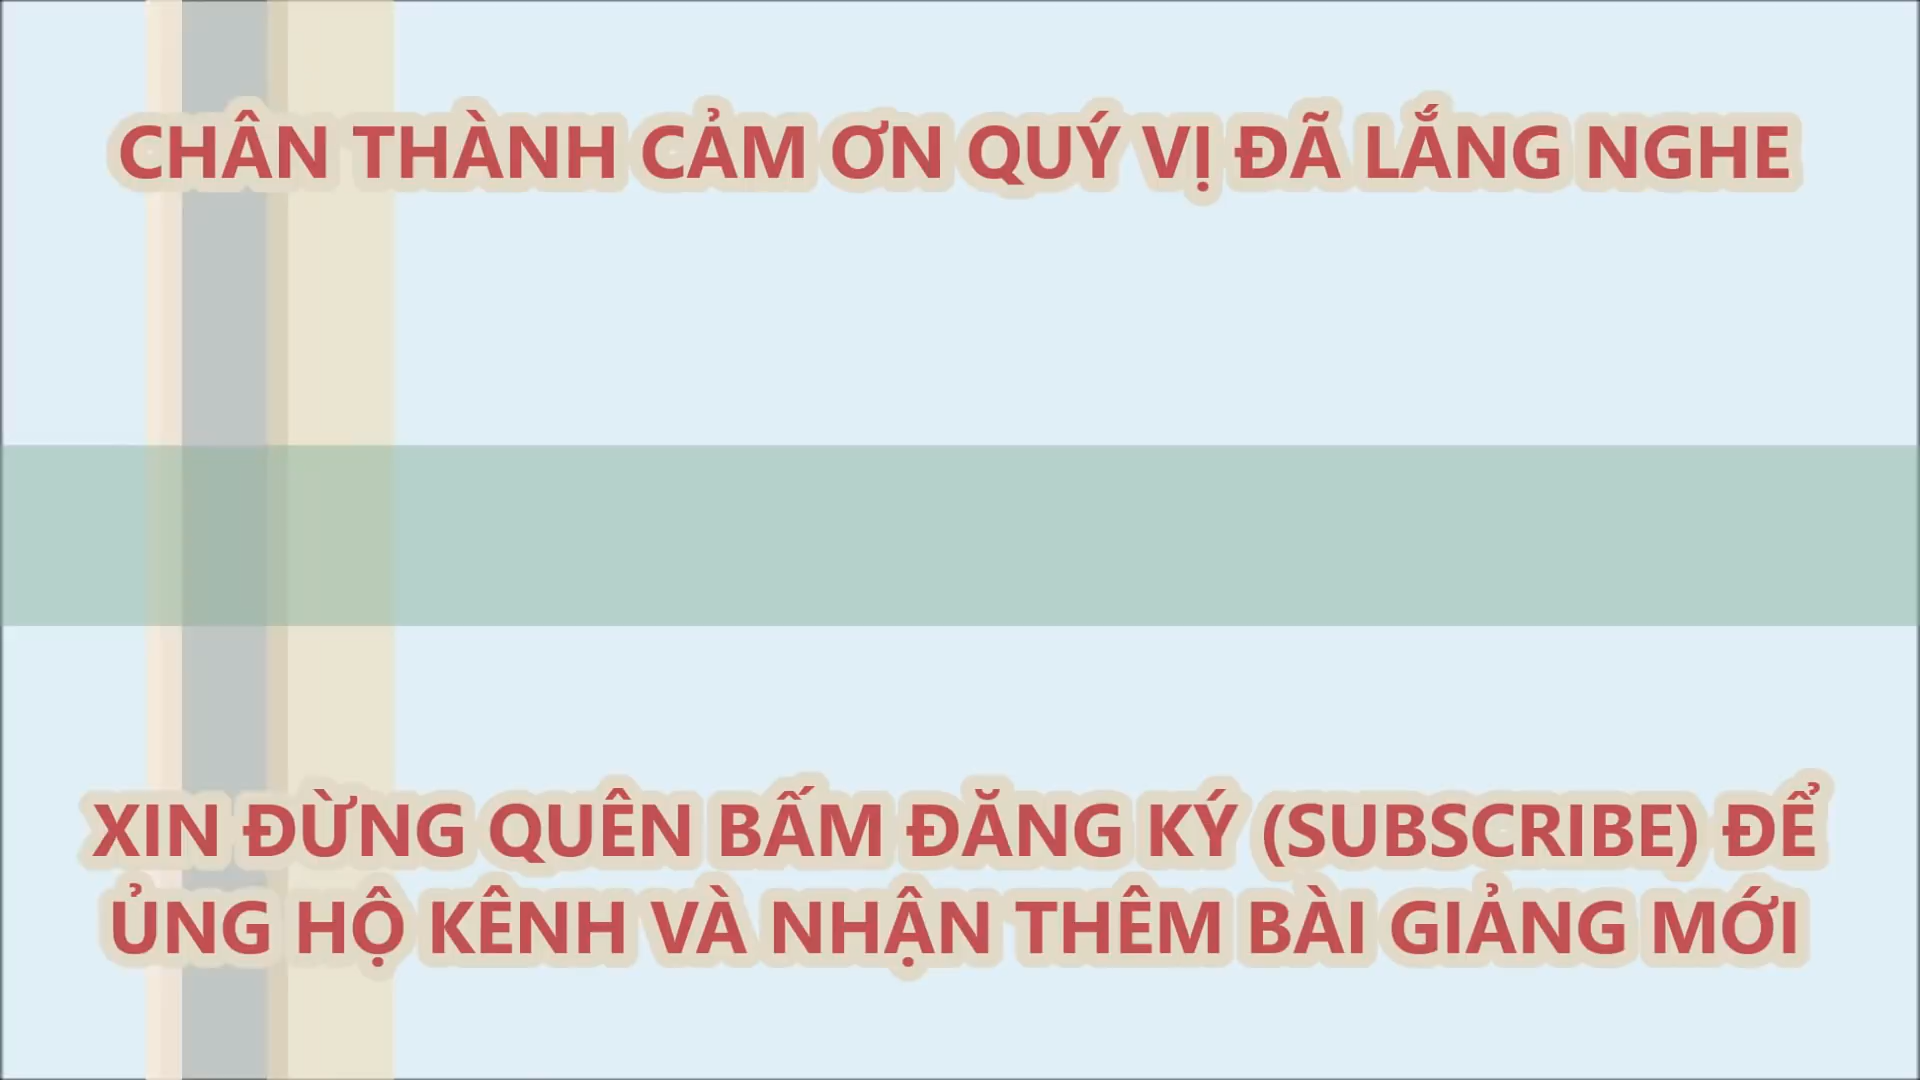 CHÂN THÀNH CẢM ƠN QUÝ VỊ ĐÃ LẮNG NGHE
XIN ĐỪNG QUÊN BẤM ĐĂNG KÝ (SUBSCRIBE) ĐỂ
ỦNG HỘ KÊNH VÀ NHẬN THÊM BÀI GIẢNG MỚI